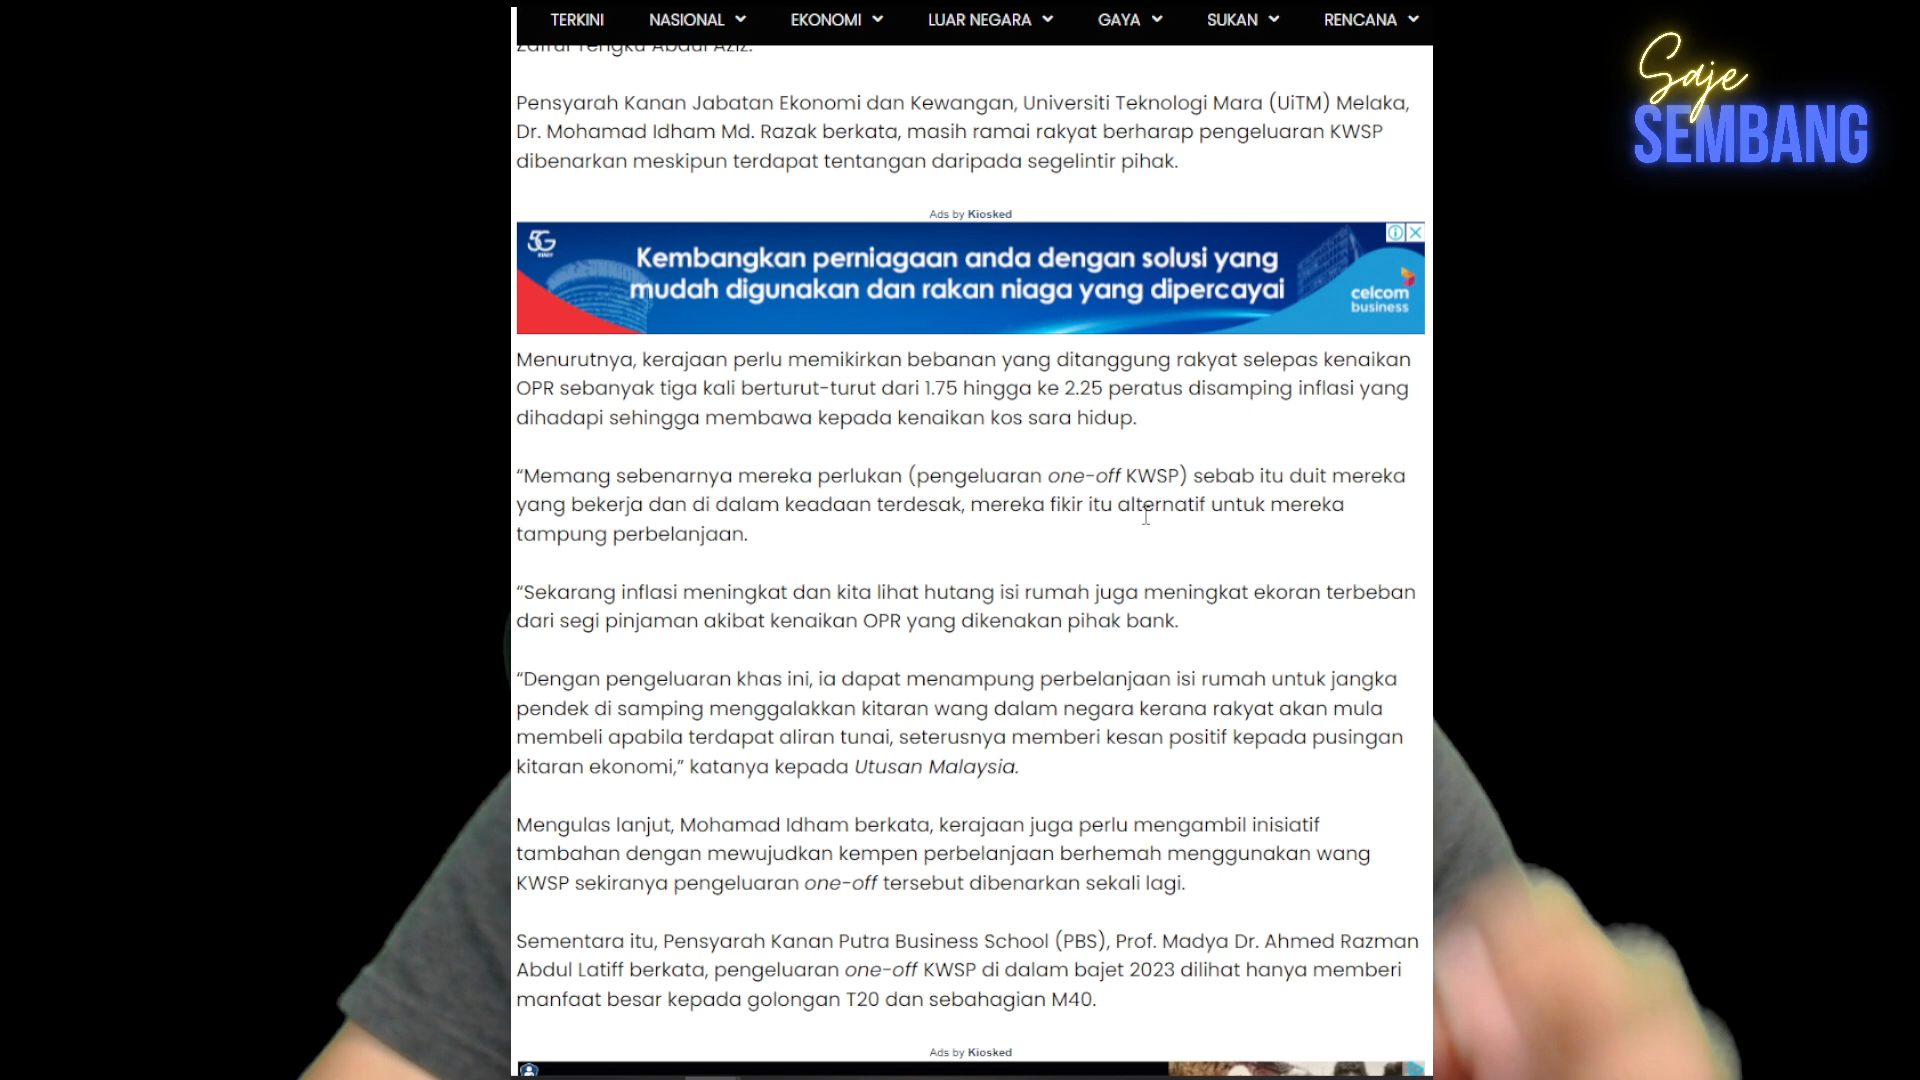 TERKINI NASIONAL EKONOMI LUAR NEGARA GAYA SUKAN RENCANA
Zafrul Tengku Abdul Aziz.
Saje
SEMBANG
Pensyarah Kanan Jabatan Ekonomi dan Kewangan, Universiti Teknologi Mara (UiTM) Melaka,
Dr. Mohamad Idham Md. Razak berkata, masih ramai rakyat berharap pengeluaran KWSP
dibenarkan meskipun terdapat tentangan daripada segelintir pihak.
Ads by Kiosked
5G
Kembangkan perniagaan anda dengan solusi yang
mudah digunakan dan rakan niaga yang dipercayai
celcom
business
Menurutnya, kerajaan perlu memikirkan bebanan yang ditanggung rakyat selepas kenaikan
OPR sebanyak tiga kali berturut-turut dari 1.75 hingga ke 2.25 peratus disamping inflasi yang
dihadapi sehingga membawa kepada kenaikan kos sara hidup.
“Memang sebenarnya mereka perlukan (pengeluaran one-off KWSP) sebab itu duit mereka
yang bekerja dan di dalam keadaan terdesak, mereka fikir itu alternatif untuk mereka
tampung perbelanjaan.
“Sekarang inflasi meningkat dan kita lihat hutang isi rumah juga meningkat ekoran terbeban
dari segi pinjaman akibat kenaikan OPR yang dikenakan pihak bank.
“Dengan pengeluaran khas ini, ia dapat menampung perbelanjaan isi rumah untuk jangka
pendek di samping menggalakkan kitaran wang dalam negara kerana rakyat akan mula
membeli apabila terdapat aliran tunai, seterusnya memberi kesan positif kepada pusingan
kitaran ekonomi,” katanya kepada Utusan Malaysia.
Mengulas lanjut, Mohamad Idham berkata, kerajaan juga perlu mengambil inisiatif
tambahan dengan mewujudkan kempen perbelanjaan berhemah menggunakan wang
KWSP sekiranya pengeluaran one-off tersebut dibenarkan sekali lagi.
Sementara itu, Pensyarah Kanan Putra Business School (PBS), Prof. Madya Dr. Ahmed Razman
Abdul Latiff berkata, pengeluaran one-off KWSP di dalam bajet 2023 dilihat hanya memberi
manfaat besar kepada golongan T20 dan sebahagian M40.
Ads by Kiosked